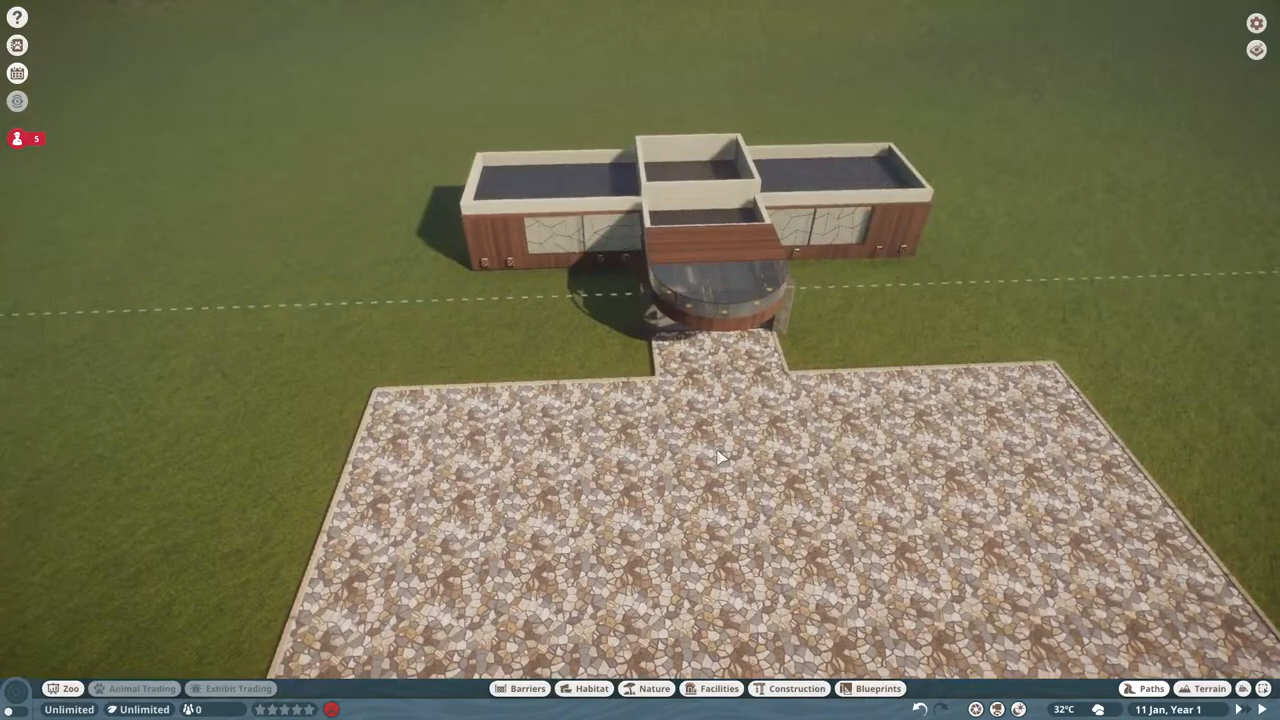 ?
5
Zoo
Animal Trading
Exhibit Trading
Barriers
Habitat
Nature
Facilities
Construction
Blueprints
Paths
Terrain
Unlimited
Unlimited
0
32°C
11 Jan, Year 1